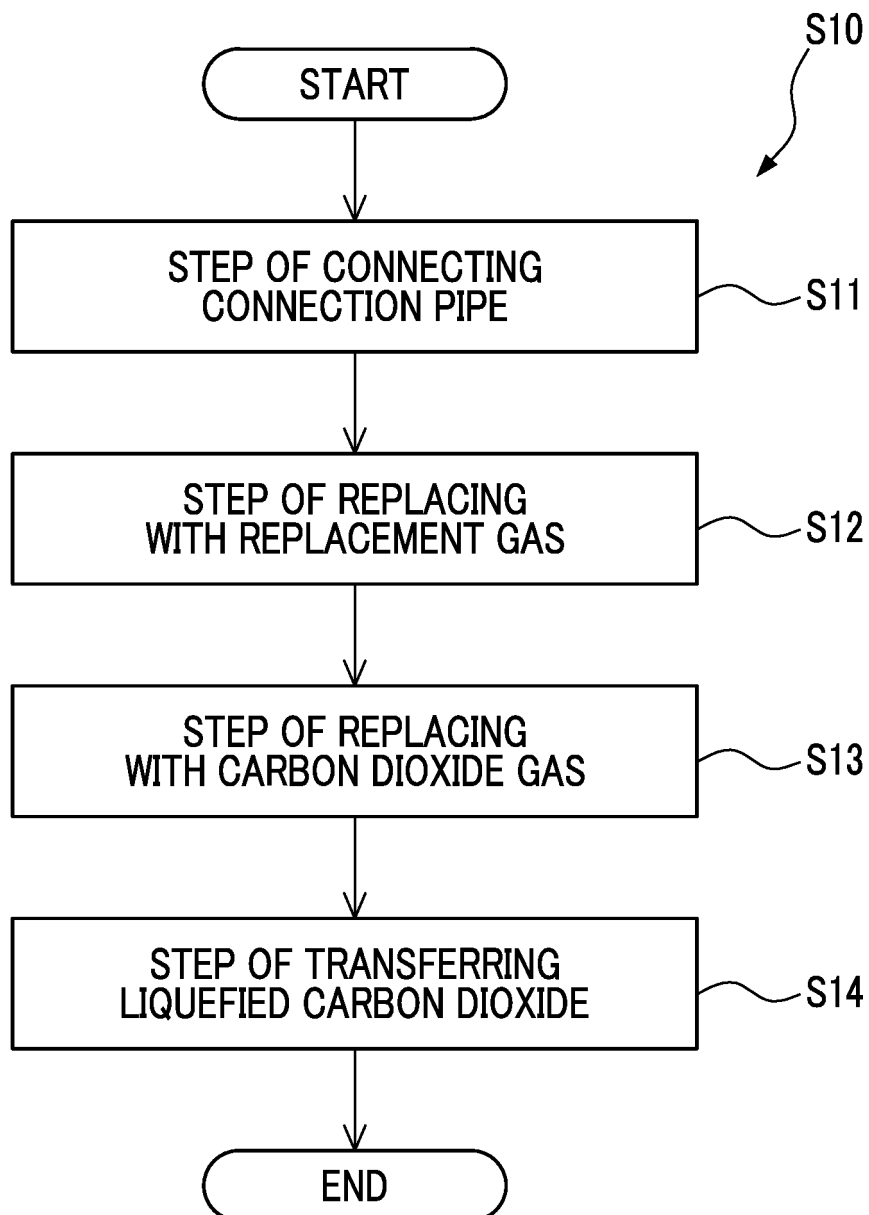 S10
START
STEP OF CONNECTING
CONNECTION PIPE
S11
STEP OF REPLACING
WITH REPLACEMENT GAS
S12
STEP OF REPLACING
WITH CARBON DIOXIDE GAS
S13
STEP OF TRANSFERRING
LIQUEFIED CARBON DIOXIDE
S14
END